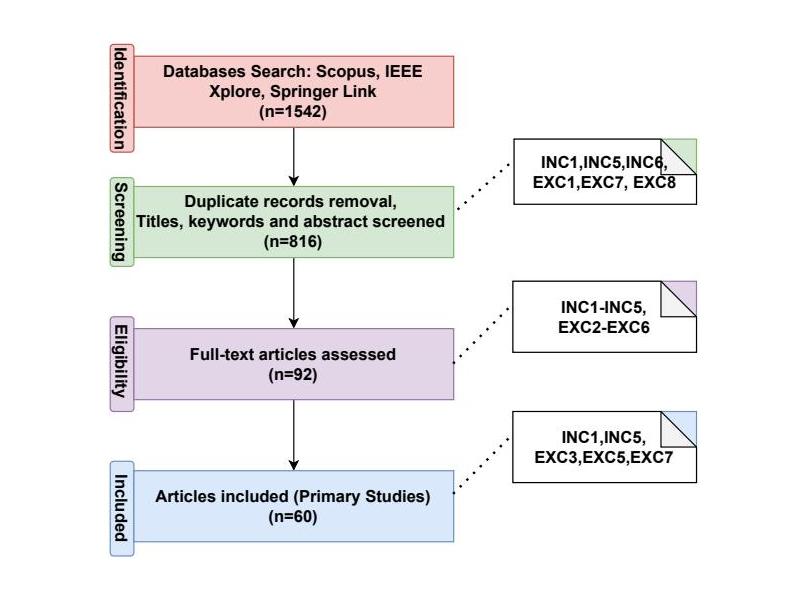 Identification
Databases Search: Scopus, IEEE
Xplore, Springer Link
(n=1542)
Screening
Duplicate records removal,
Titles, keywords and abstract screened
(n=816)
INC1,INC5,INC6,
EXC1,EXC7, EXC8
Eligibility
Full-text articles assessed
(n=92)
INC1-INC5,
EXC2-EXC6
Included
Articles included (Primary Studies)
(n=60)
INC1,INC5,
EXC3,EXC5,EXC7